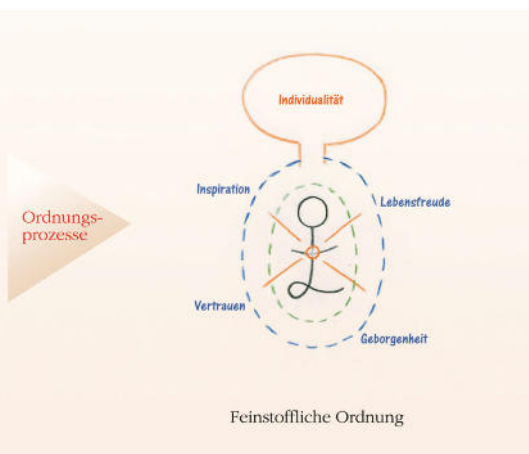 Individualität
Inspiration
Lebensfreude
Ordnungs-
prozesse
Vertrauen
Geborgenheit
Feinstoffliche Ordnung